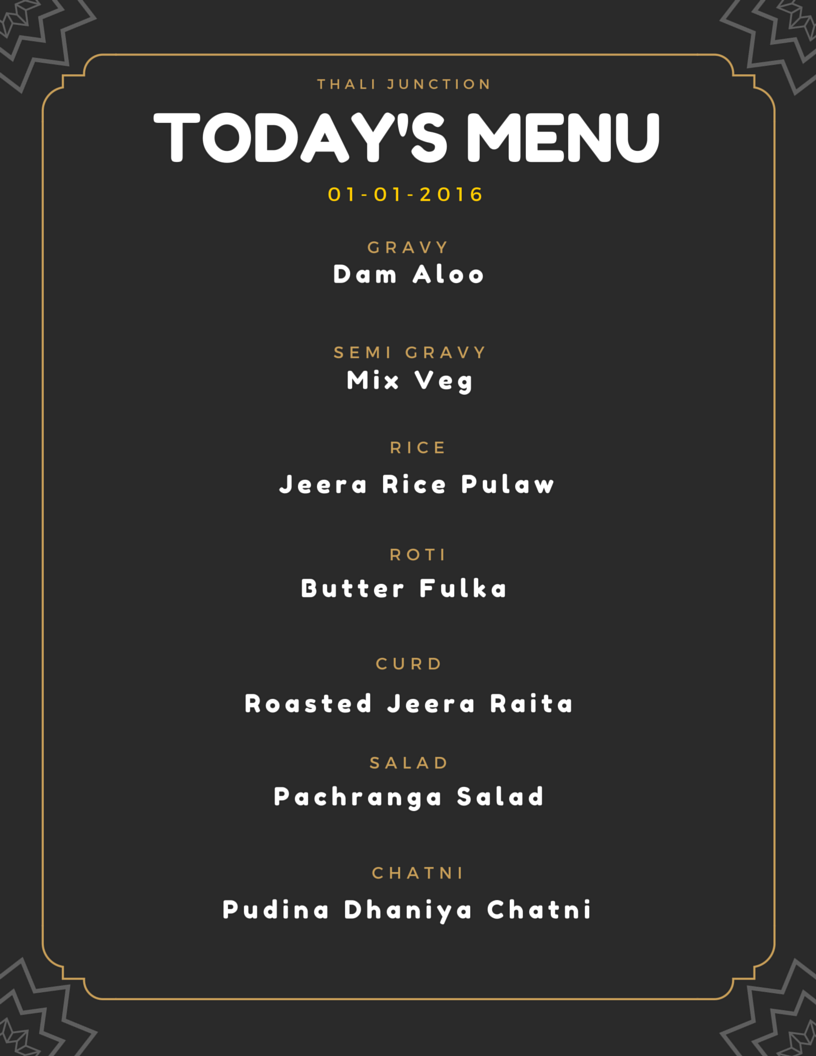 THALI JUNCTION
TODAY'S MENU
01-01-2016
GRAVY
Dam Aloo
SEMI GRAVY
Mix Veg
RICE
Jeera Rice Pulaw
ROTI
Butter Fulka
CURD
Roasted Jeera Raita
SALAD
Pachranga Salad
CHATNI
Pudina Dhaniya Chatni